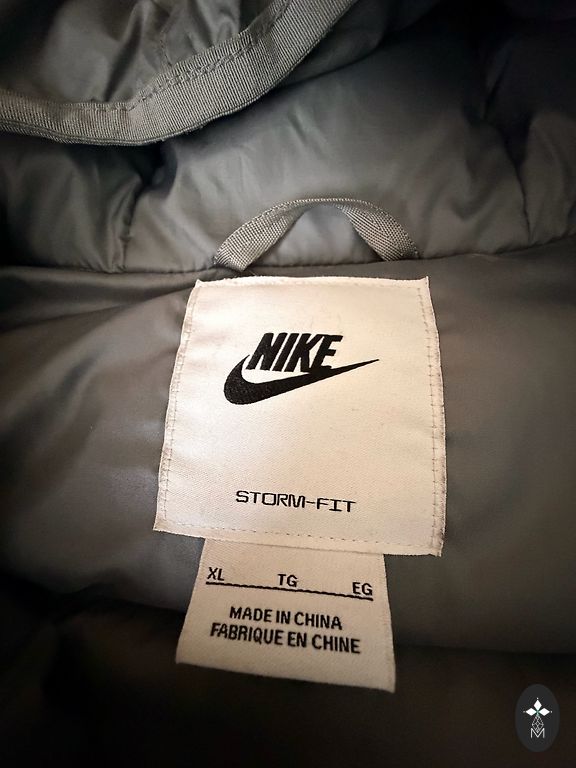 NIKE
STORM-FIT
XL TG EG
MADE IN CHINA
FABRIQUE EN CHINE
M